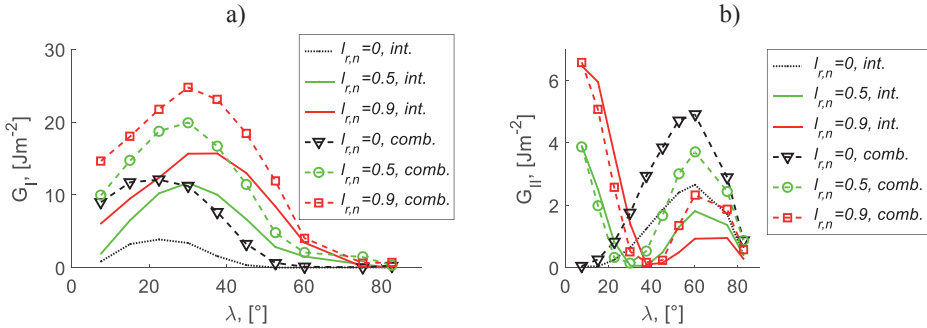 a)
30
20
10
0
0 20 40 60 80
G_I, [Jm^-2]
λ, [°]
I_r,n=0, int.
I_r,n=0.5, int.
I_r,n=0.9, int.
I_r,n=0, comb.
I_r,n=0.5, comb.
I_r,n=0.9, comb.
b)
6
4
2
0
0 20 40 60 80
G_II, [Jm^-2]
λ, [°]
I_r,n=0, int.
I_r,n=0.5, int.
I_r,n=0.9, int.
I_r,n=0, comb.
I_r,n=0.5, comb.
I_r,n=0.9, comb.